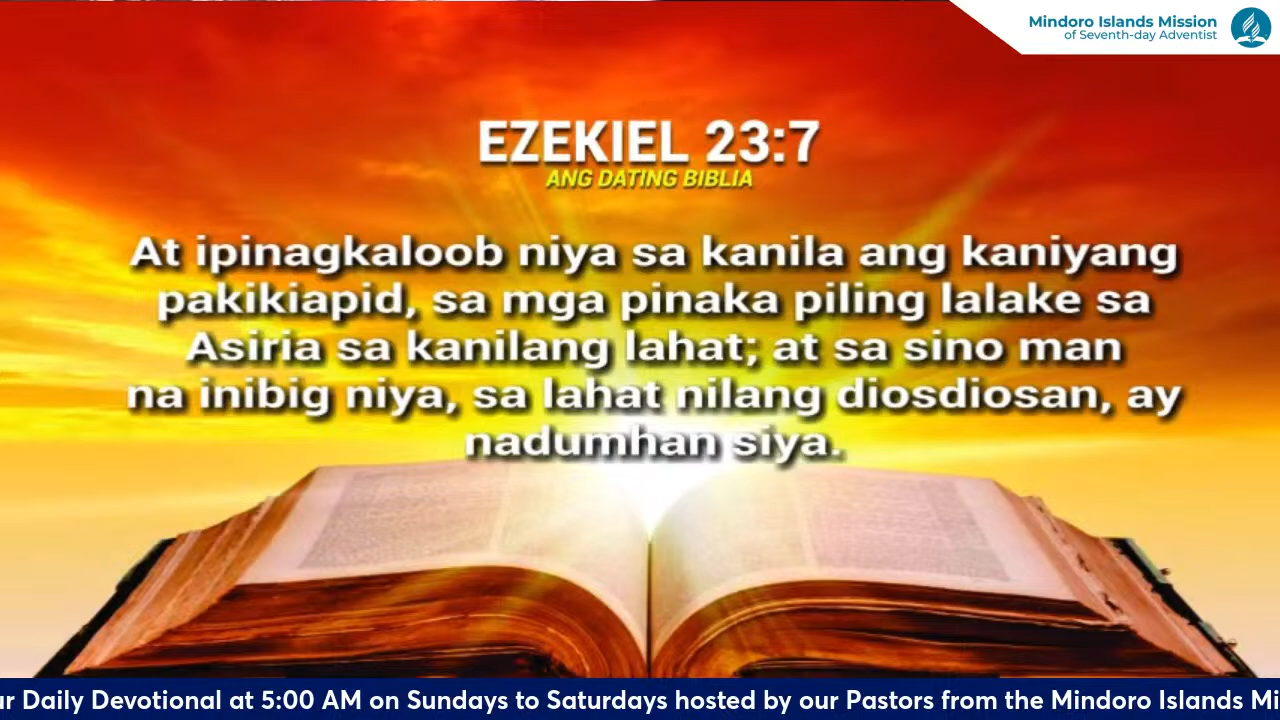 Mindoro Islands Mission
of Seventh-day Adventist
EZEKIEL 23:7
ANG DATING BIBLIA
At ipinagkaloob niya sa kanila ang kaniyang
pakikiapid, sa mga pinaka piling lalake sa
Asiria sa kanilang lahat; at sa sino man
na inibig niya, sa lahat nilang diosdiosan, ay
nadumhan siya.
Daily Devotional at 5:00 AM on Sundays to Saturdays hosted by our Pastors from the Mindoro Islands